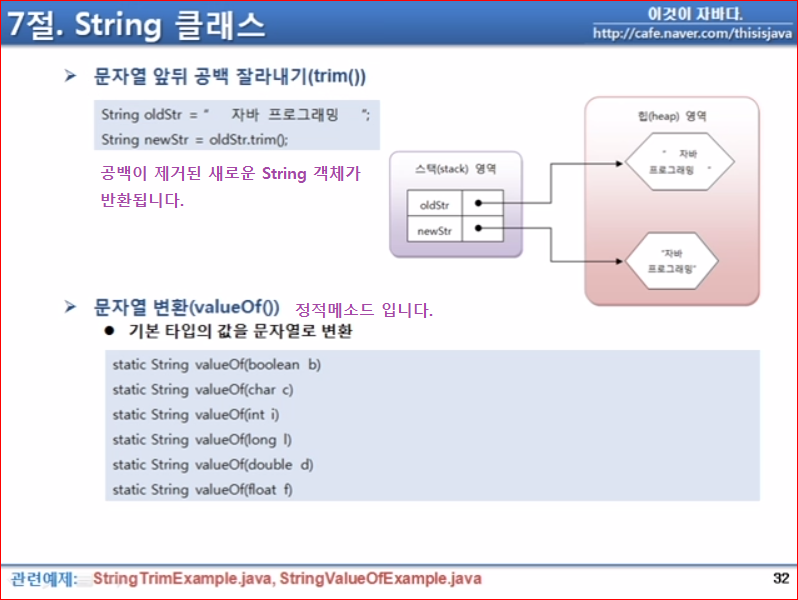 7절. String 클래스
이것이 자바다.
http://cafe.naver.com/thisisjava
문자열 앞뒤 공백 잘라내기(trim())
String oldStr = “ 자바 프로그래밍 ”;
String newStr = oldStr.trim();
공백이 제거된 새로운 String 객체가
반환됩니다.
스택(stack) 영역
oldStr
newStr
힙(heap) 영역
“ 자바
프로그래밍 ”
“자바
프로그래밍”
문자열 변환(valueOf()) 정적메소드 입니다.
기본 타입의 값을 문자열로 변환
static String valueOf(boolean b)
static String valueOf(char c)
static String valueOf(int i)
static String valueOf(long l)
static String valueOf(double d)
static String valueOf(float f)
관련예제: StringTrimExample.java, StringValueOfExample.java
32